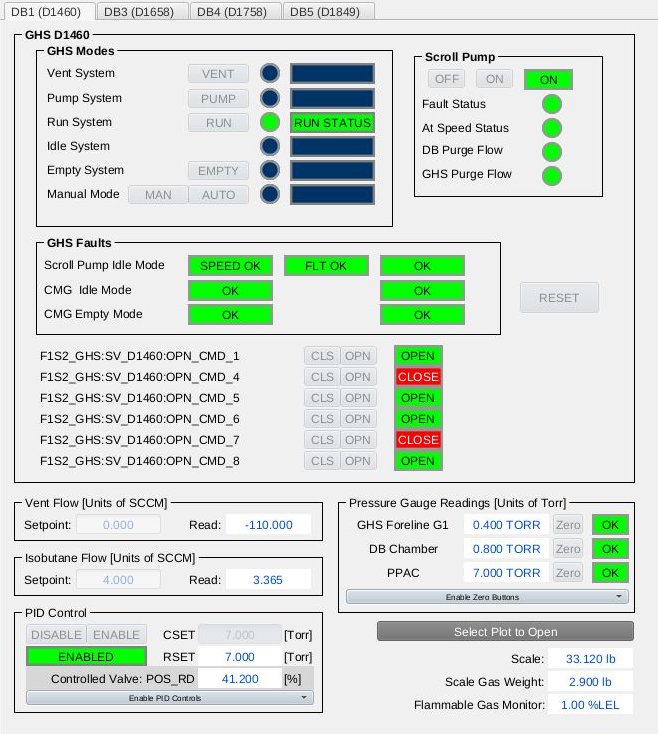 DB1 (D1460) DB3 (D1658) DB4 (D1758) DB5 (D1849)
GHS D1460
GHS Modes
Vent System VENT
Pump System PUMP
Run System RUN RUN STATUS
Idle System
Empty System EMPTY
Manual Mode MAN AUTO
Scroll Pump
OFF ON ON
Fault Status
At Speed Status
DB Purge Flow
GHS Purge Flow
GHS Faults
Scroll Pump Idle Mode SPEED OK FLT OK OK
CMG Idle Mode OK OK
CMG Empty Mode OK OK
RESET
F1S2_GHS:SV_D1460:OPN_CMD_1 CLS OPN OPEN
F1S2_GHS:SV_D1460:OPN_CMD_4 CLS OPN CLOSE
F1S2_GHS:SV_D1460:OPN_CMD_5 CLS OPN OPEN
F1S2_GHS:SV_D1460:OPN_CMD_6 CLS OPN OPEN
F1S2_GHS:SV_D1460:OPN_CMD_7 CLS OPN CLOSE
F1S2_GHS:SV_D1460:OPN_CMD_8 CLS OPN OPEN
Vent Flow [Units of SCCM]
Setpoint: 0.000 Read: -110.000
Isobutane Flow [Units of SCCM]
Setpoint: 4.000 Read: 3.365
PID Control
DISABLE ENABLE CSET 7.000 [Torr]
ENABLED RSET 7.000 [Torr]
Controlled Valve: POS_RD 41.200 [%]
Enable PID Controls
Pressure Gauge Readings [Units of Torr]
GHS Foreline G1 0.400 TORR Zero OK
DB Chamber 0.800 TORR Zero OK
PPAC 7.000 TORR Zero OK
Enable Zero Buttons
Select Plot to Open
Scale: 33.120 lb
Scale Gas Weight: 2.900 lb
Flammable Gas Monitor: 1.00 %LEL